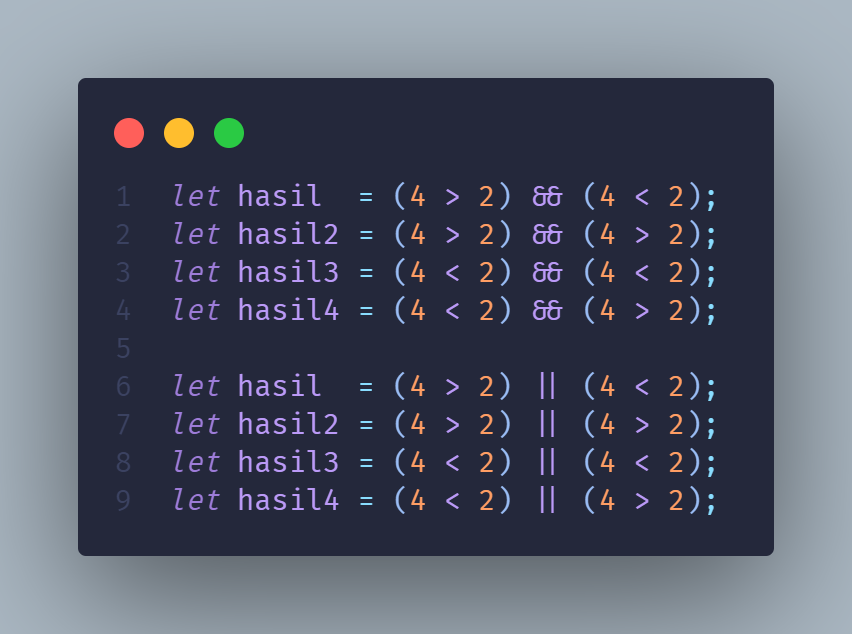 1 let hasil  = (4 > 2) && (4 < 2);
2 let hasil2 = (4 > 2) && (4 > 2);
3 let hasil3 = (4 < 2) && (4 < 2);
4 let hasil4 = (4 < 2) && (4 > 2);
5
6 let hasil  = (4 > 2) || (4 < 2);
7 let hasil2 = (4 > 2) || (4 > 2);
8 let hasil3 = (4 < 2) || (4 < 2);
9 let hasil4 = (4 < 2) || (4 > 2);